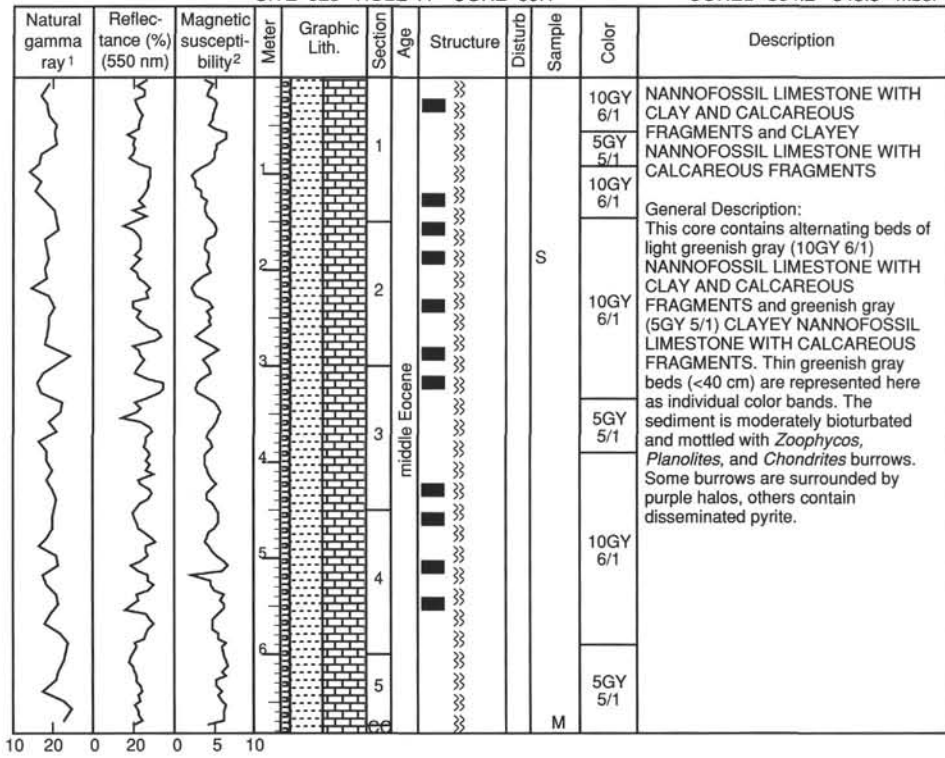 Natural gamma ray 1
Reflec- tance (%) (550 nm)
Magnetic suscepti- bility2
Meter
Graphic Lith.
Section
Age
Structure
Disturb
Sample
Color
Description
1
2
3
4
5
6
1
2
3
4
5
CC
middle Eocene
S
M
10GY 6/1
5GY 5/1
10GY 6/1
10GY 6/1
5GY 5/1
10GY 6/1
5GY 5/1
NANNOFOSSIL LIMESTONE WITH
CLAY AND CALCAREOUS
FRAGMENTS and CLAYEY
NANNOFOSSIL LIMESTONE WITH
CALCAREOUS FRAGMENTS
General Description:
This core contains alternating beds of
light greenish gray (10GY 6/1)
NANNOFOSSIL LIMESTONE WITH
CLAY AND CALCAREOUS
FRAGMENTS and greenish gray
(5GY 5/1) CLAYEY NANNOFOSSIL
LIMESTONE WITH CALCAREOUS
FRAGMENTS. Thin greenish gray
beds (<40 cm) are represented here
as individual color bands. The
sediment is moderately bioturbated
and mottled with Zoophycos,
Planolites, and Chondrites burrows.
Some burrows are surrounded by
purple halos, others contain
disseminated pyrite.
10 20 0 20 0 5 10